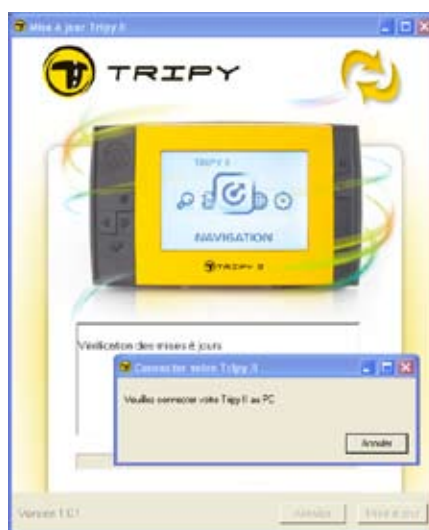 Mise à jour Tripy II
TRIPY
TRIPY II
NAVIGATION
TRIPY II
Vérification des mises à jours
Connecter votre Tripy II
Veuillez connecter votre Tripy II au PC
Annuler
Version 1.0.1
Annuler
Mise à jour